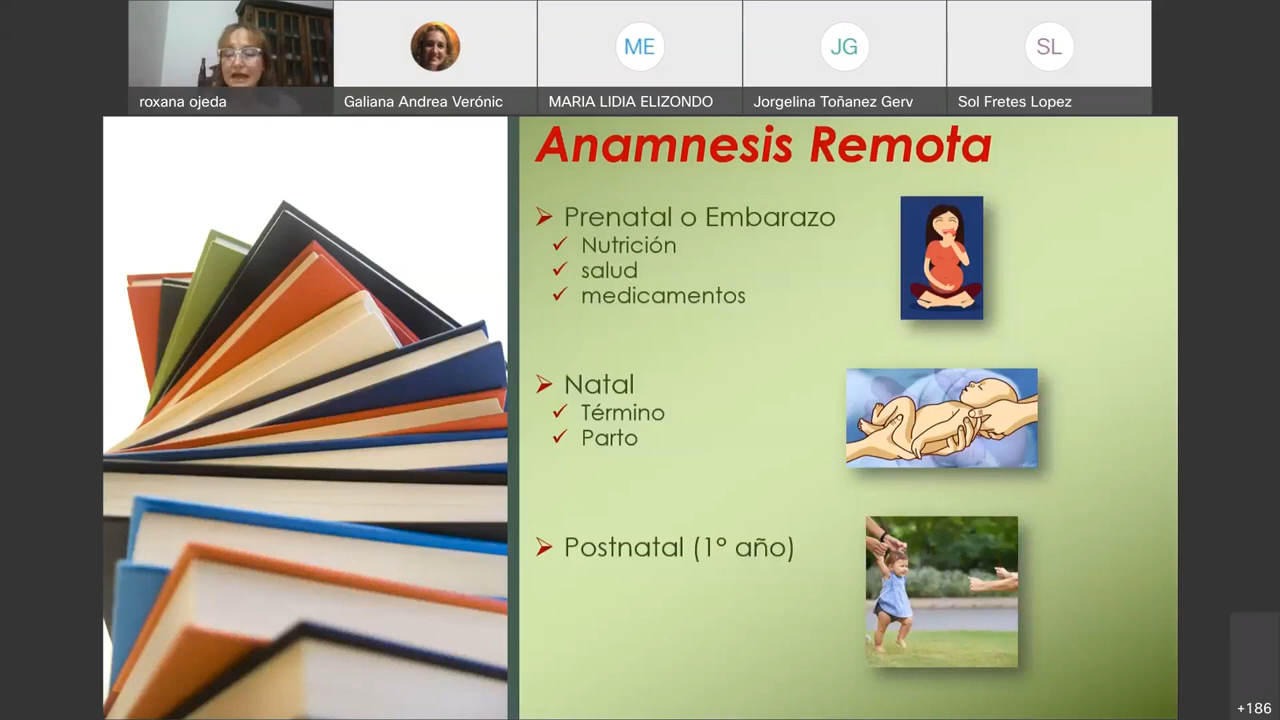 roxana ojeda
Galiana Andrea Verónic
ME
MARIA LIDIA ELIZONDO
JG
Jorgelina Toñanez Gerv
SL
Sol Fretes Lopez
Anamnesis Remota
Prenatal o Embarazo
Nutrición
salud
medicamentos
Natal
Término
Parto
Postnatal (1° año)
+186